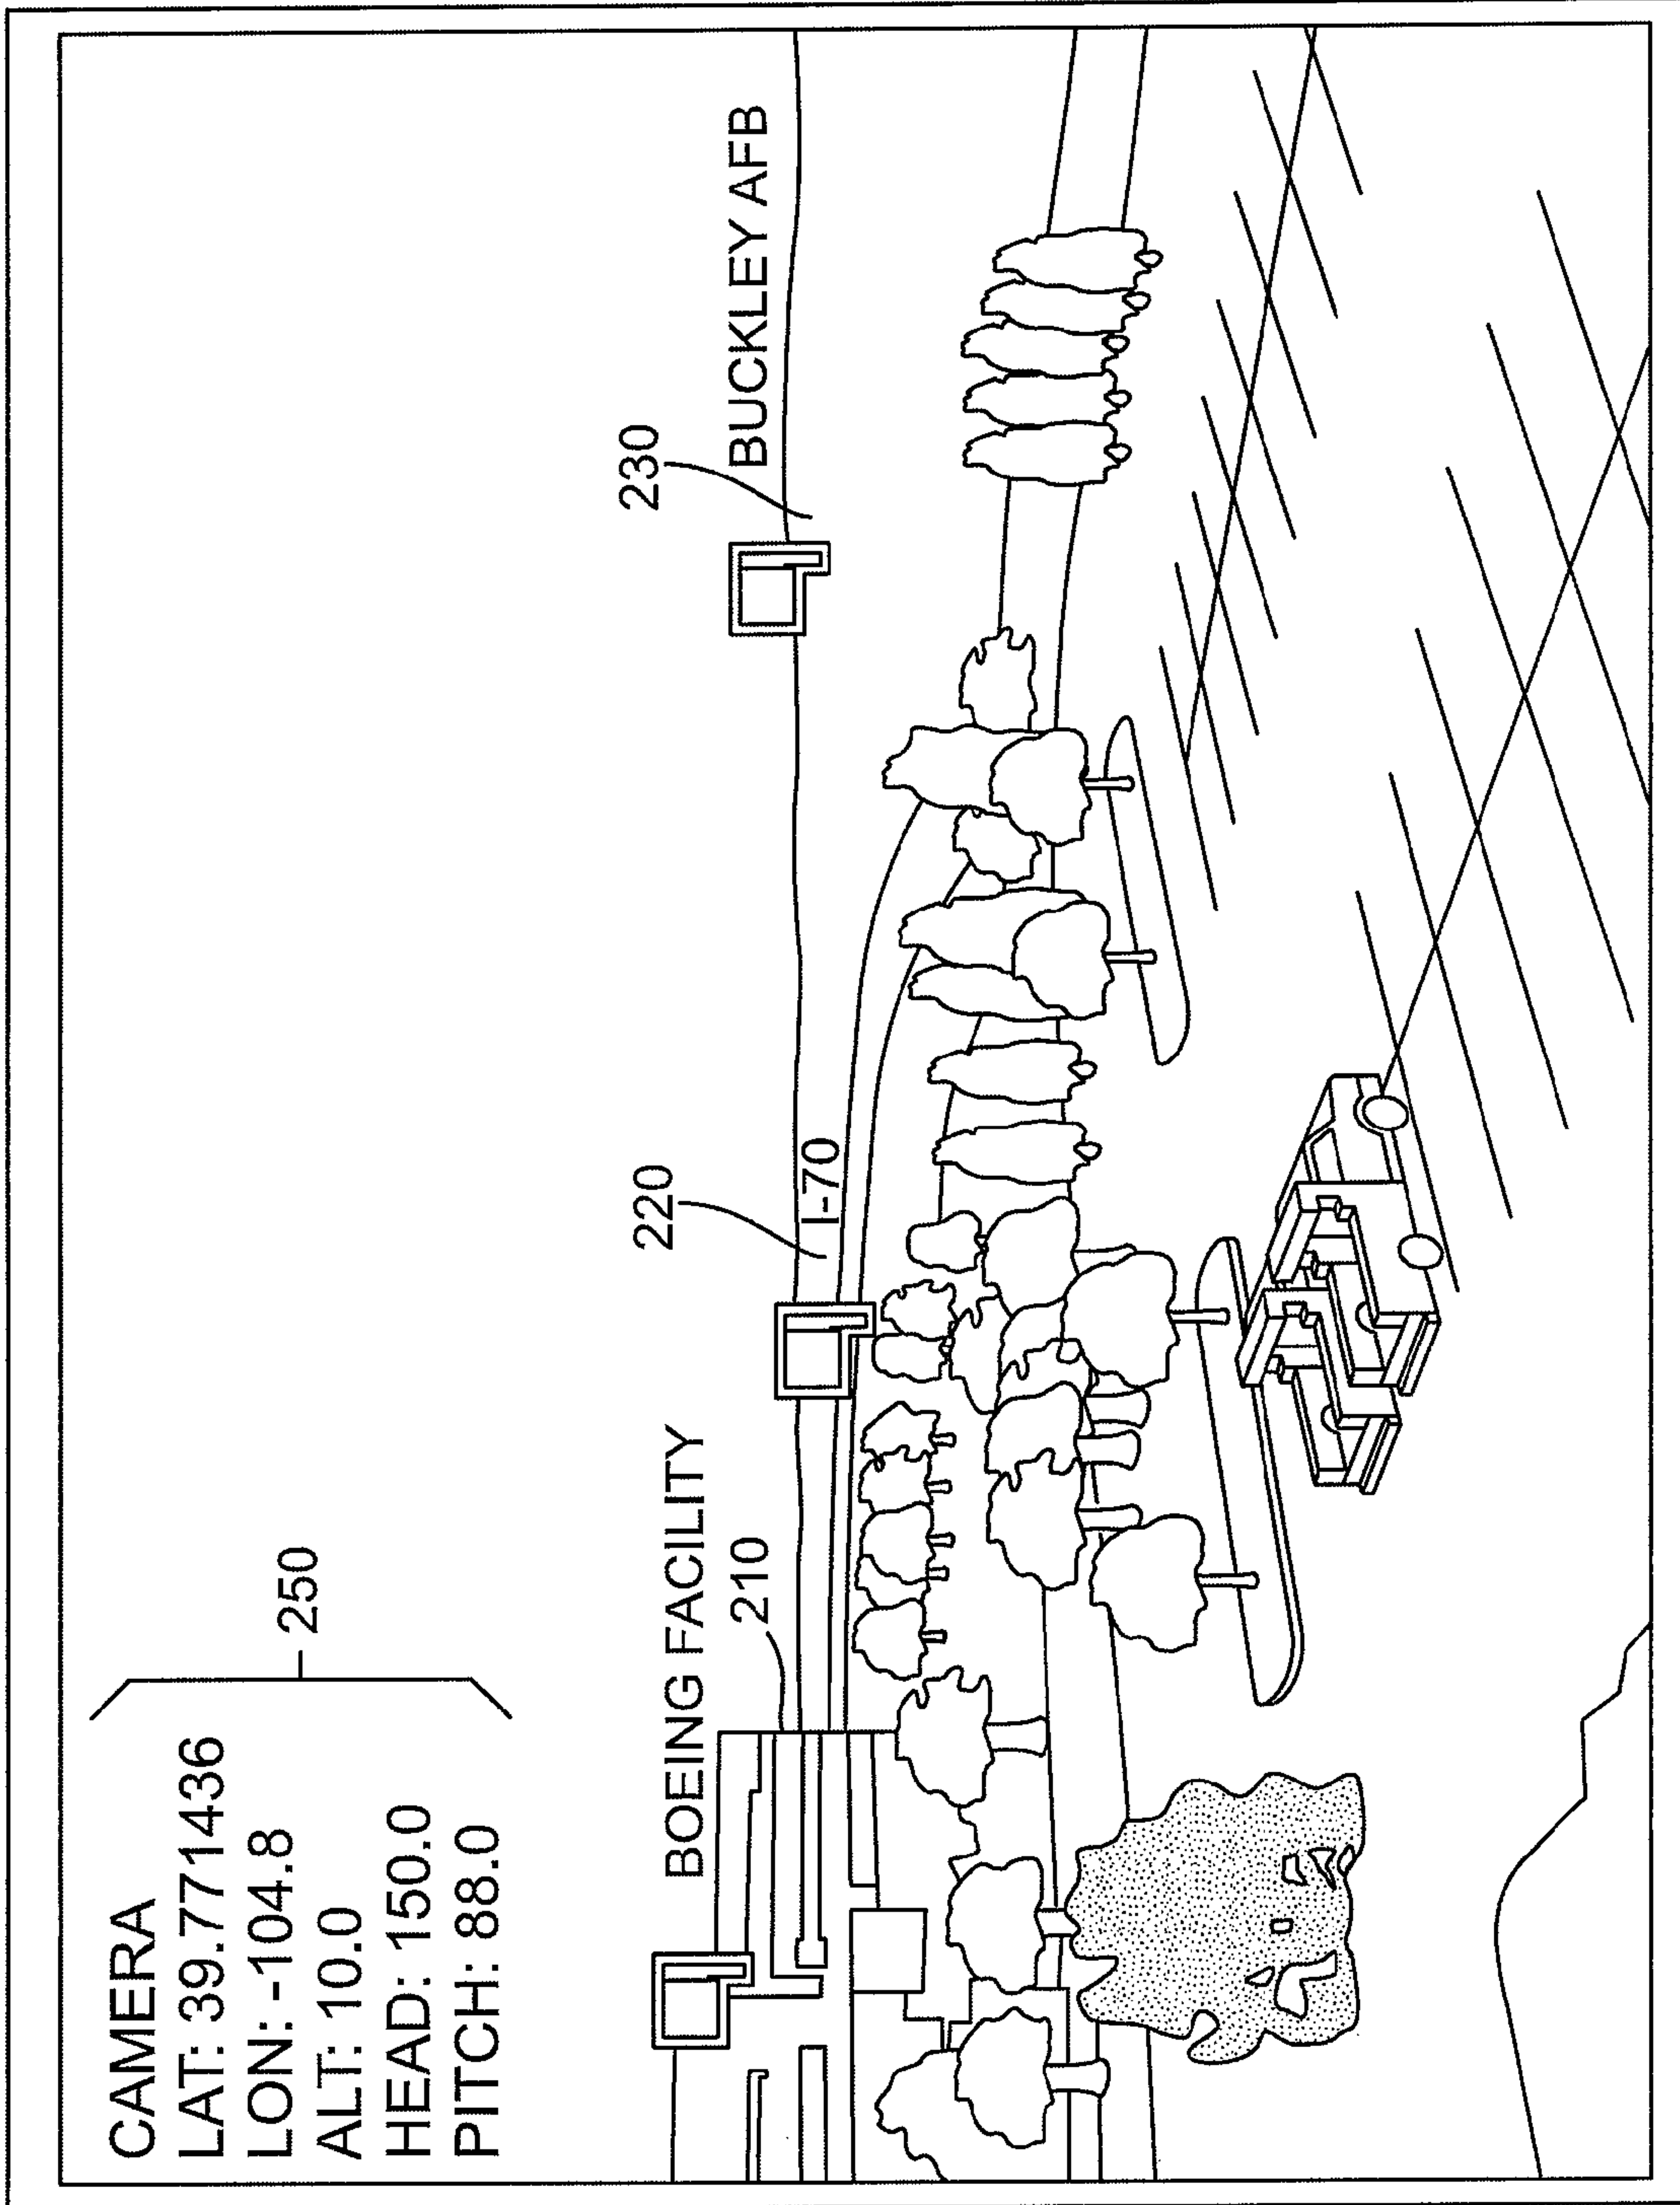 CAMERA
LAT: 39.771436
LON: -104.8
ALT: 10.0
HEAD: 150.0
PITCH: 88.0
250
BOEING FACILITY
210
220
I-70
230
BUCKLEY AFB